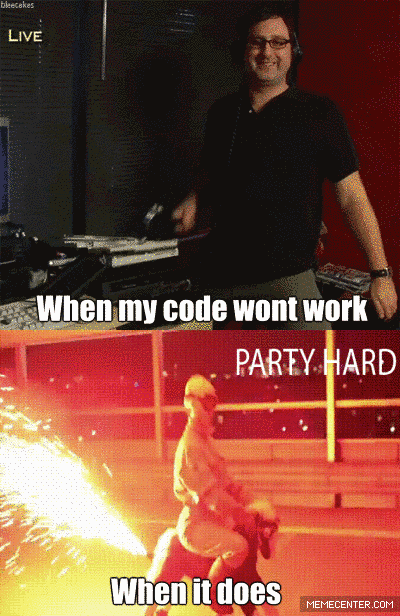 bleecakes
LIVE
When my code wont work
PARTY HARD
When it does
MEMECENTER.COM